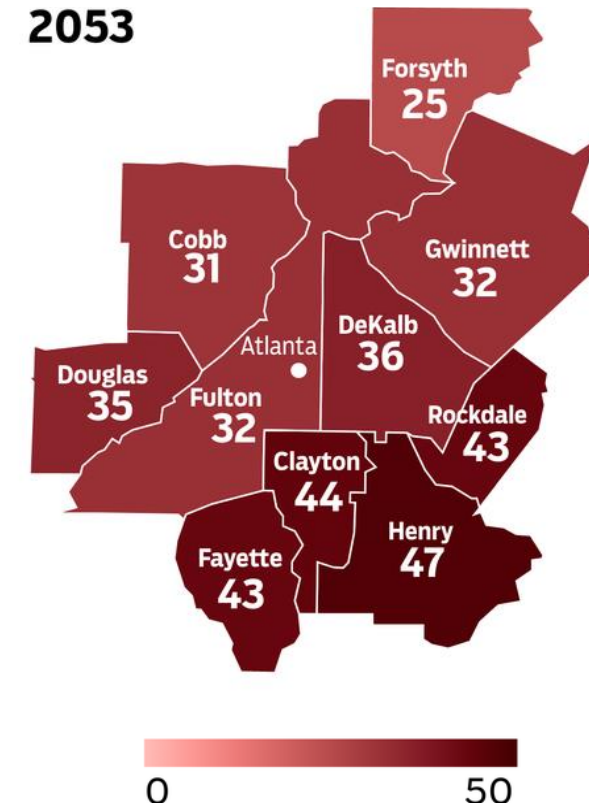 2053
Forsyth
25
Cobb
31
Gwinnett
32
DeKalb
36
Atlanta
Douglas
35
Fulton
32
Rockdale
43
Clayton
44
Henry
47
Fayette
43
0 50